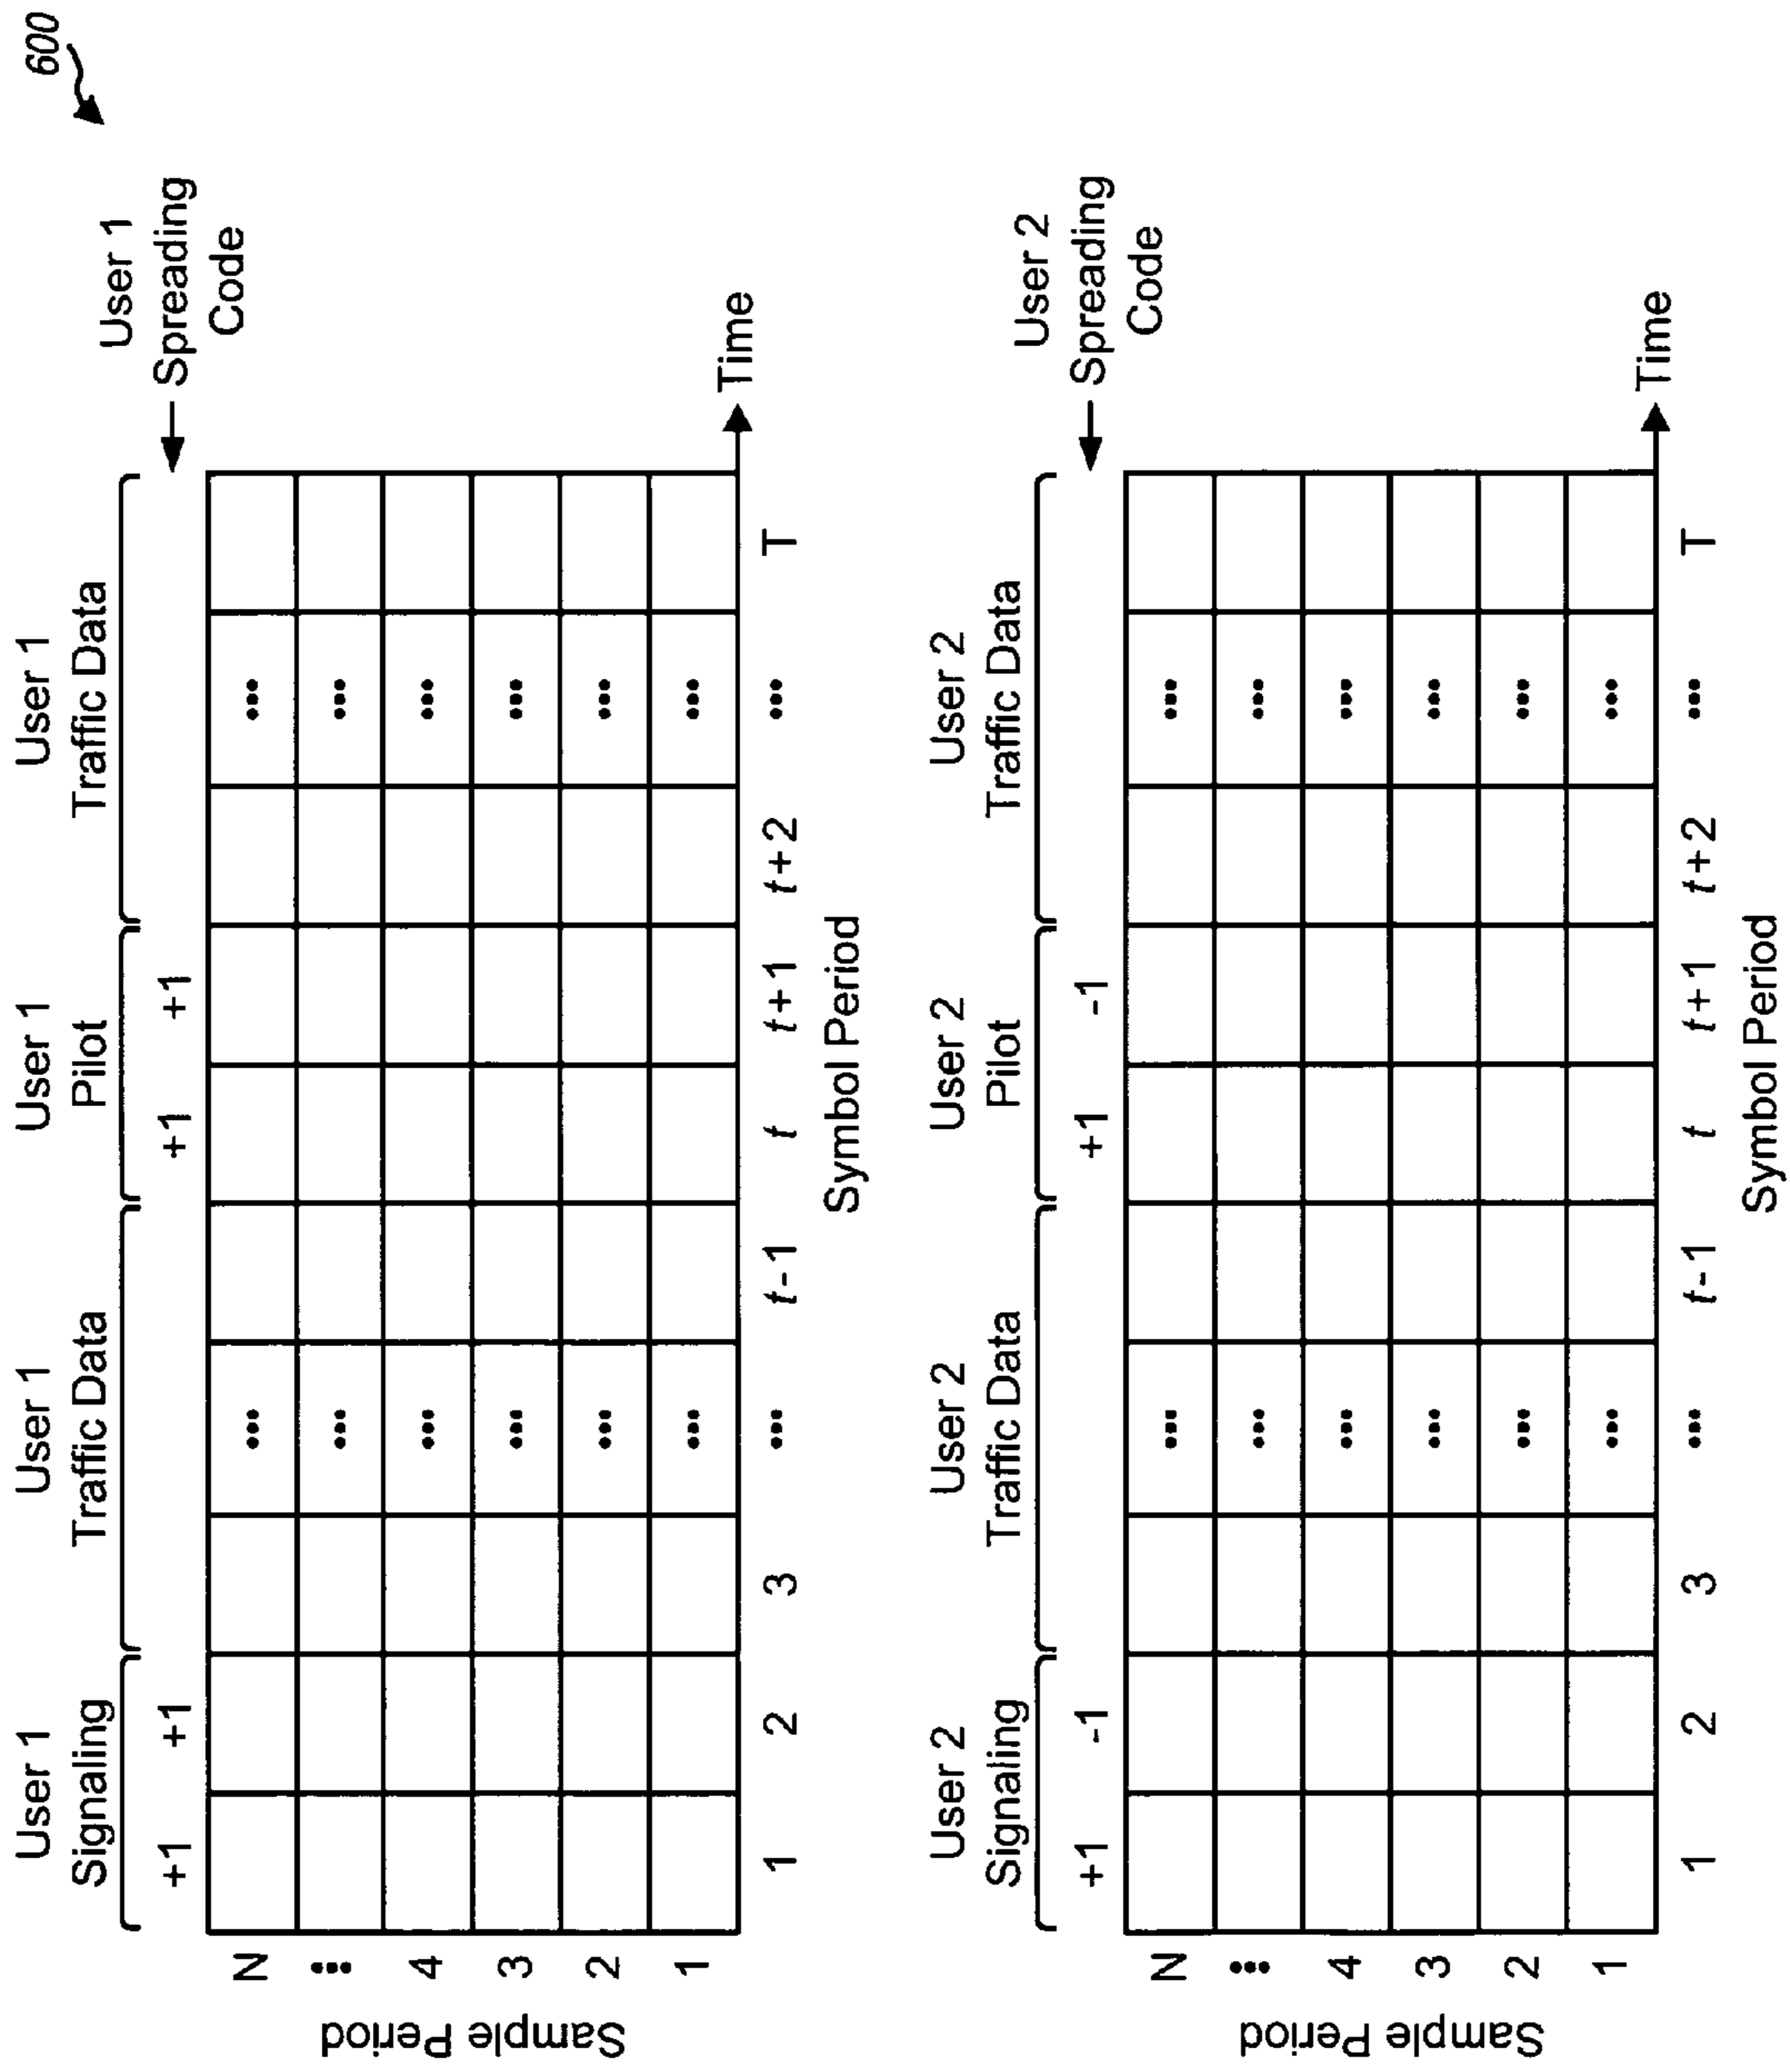 600
User 1
Signaling
User 1
Traffic Data
User 1
Pilot
User 1
Traffic Data
User 1
Spreading
Code
+1 +1 +1 +1
Sample Period
N
...
4
3
2
1
... ...
... ...
... ...
... ...
... ...
... ...
1 2 3 ... t-1 t t+1 t+2 ... T
Time
Symbol Period
User 2
Signaling
User 2
Traffic Data
User 2
Pilot
User 2
Traffic Data
User 2
Spreading
Code
+1 -1 +1 -1
Sample Period
N
...
4
3
2
1
... ...
... ...
... ...
... ...
... ...
... ...
1 2 3 ... t-1 t t+1 t+2 ... T
Time
Symbol Period